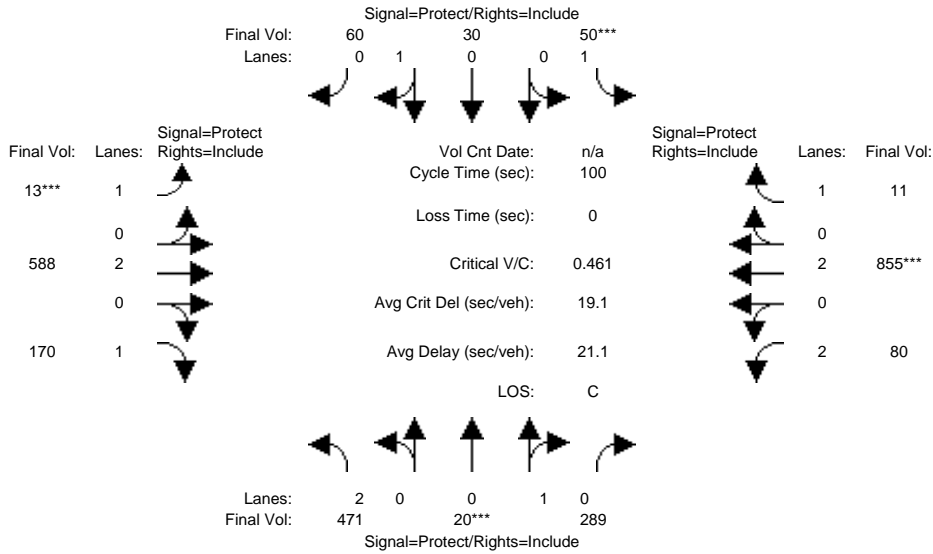 Signal=Protect/Rights=Include
Final Vol: 60 30 50***
Lanes: 0 1 0 0 1
Signal=Protect
Final Vol: Lanes: Rights=Include
Vol Cnt Date: n/a
Signal=Protect
Rights=Include Lanes: Final Vol:
Cycle Time (sec): 100
13*** 1
1 11
Loss Time (sec): 0
0
0
588 2
Critical V/C: 0.461
2 855***
0
Avg Crit Del (sec/veh): 19.1
0
170 1
Avg Delay (sec/veh): 21.1
2 80
LOS: C
Lanes: 2 0 0 1 0
Final Vol: 471 20*** 289
Signal=Protect/Rights=Include